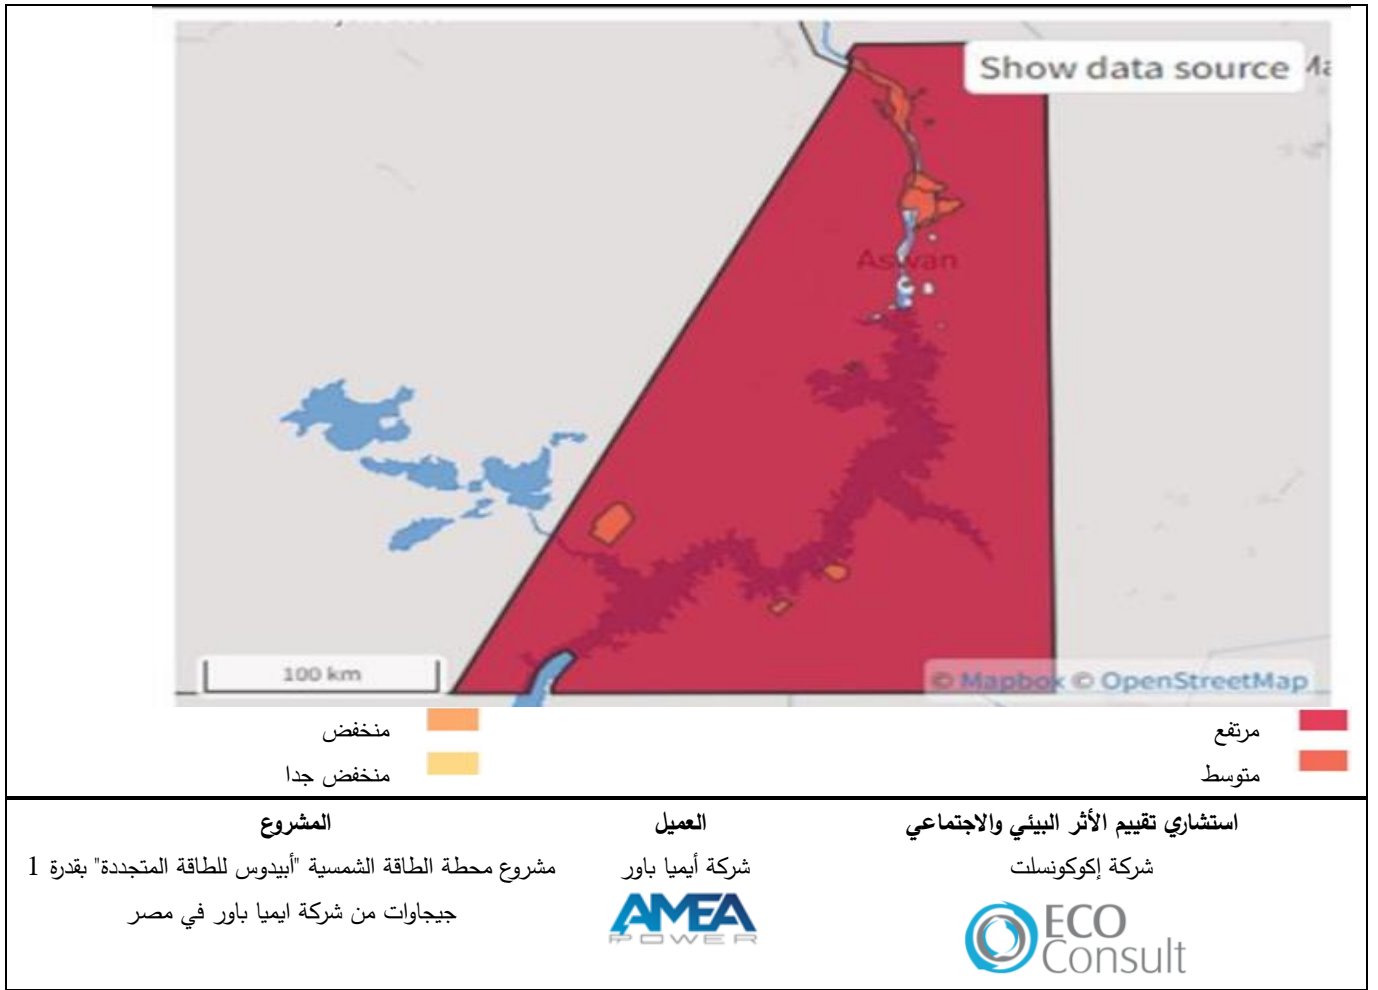 Show data source
Ma
Aswan
100 km
© Mapbox © OpenStreetMap
مرتفع
منخفض
متوسط
منخفض جدا
استشاري تقييم الأثر البيئي والاجتماعي
شركة إكوكونسلت
ECO
Consult
العميل
شركة أيميا باور
AMEA
POWER
المشروع
مشروع محطة الطاقة الشمسية "أبيدوس للطاقة المتجددة" بقدرة 1
جيجاوات من شركة ايميا باور في مصر